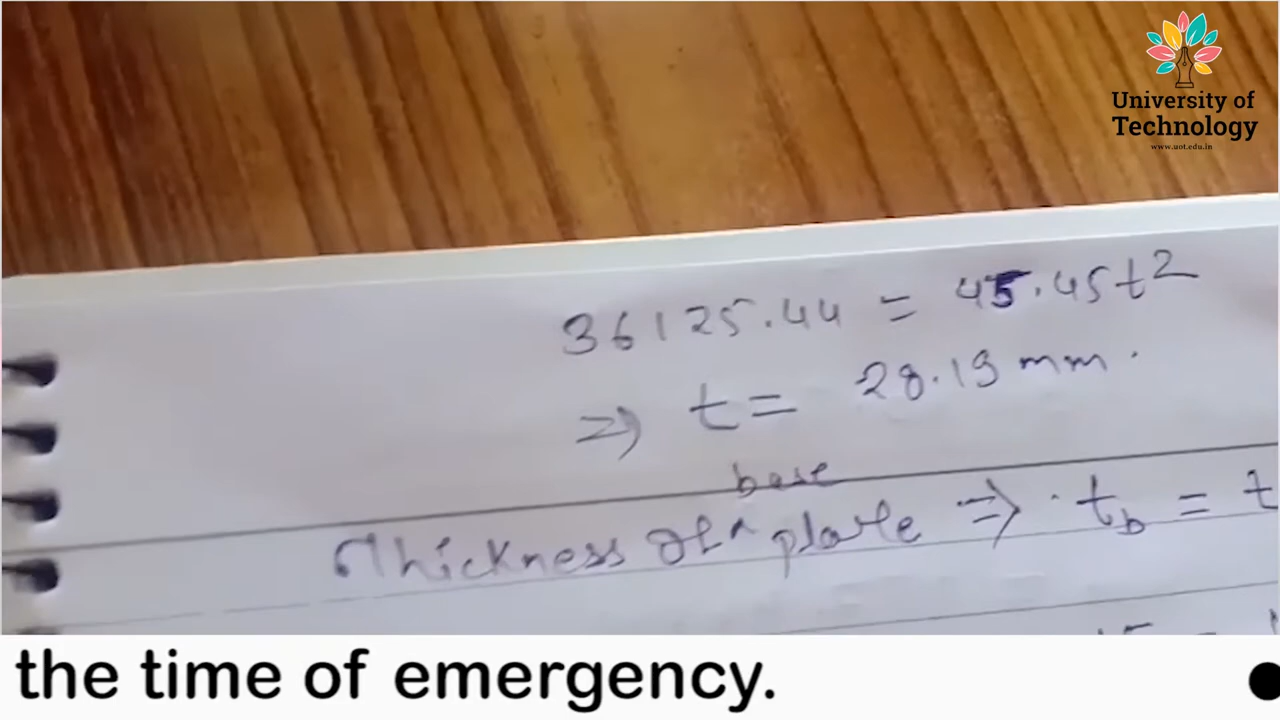 University of
Technology
www.uot.edu.in
36125.44 = 45.45t²
=> t = 28.19 mm.
base
Thickness of ^ plate => t_b = t
the time of emergency.